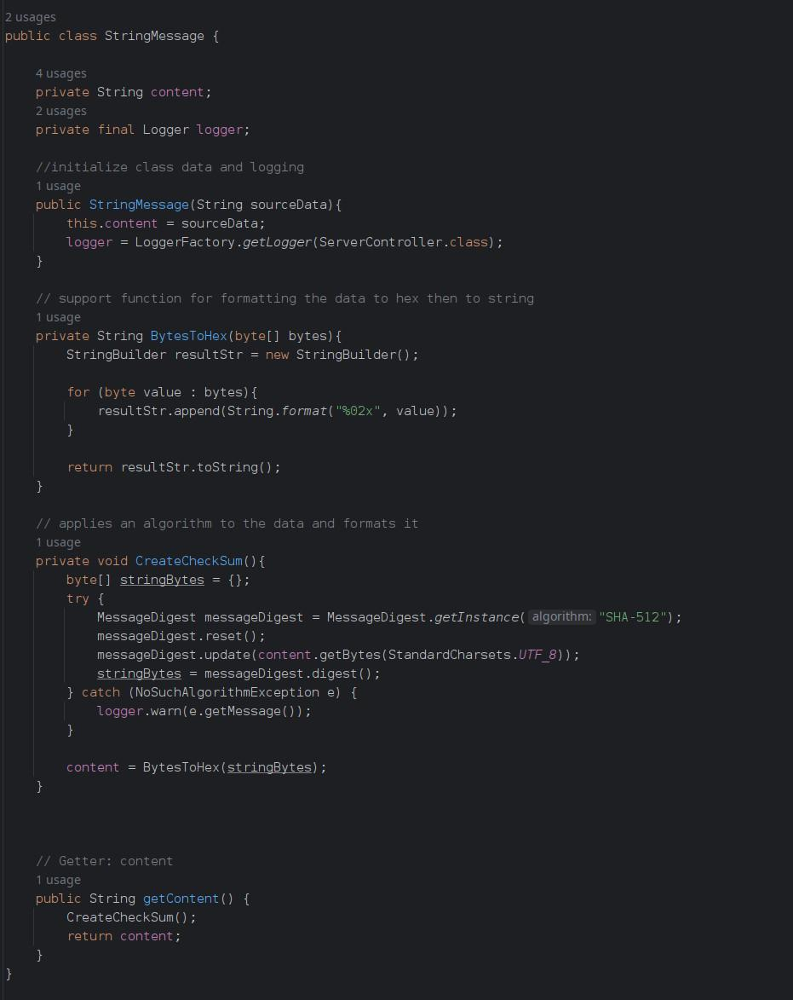 2 usages
public class StringMessage {
4 usages
private String content;
2 usages
private final Logger logger;
//initialize class data and logging
1 usage
public StringMessage(String sourceData){
this.content = sourceData;
logger = LoggerFactory.getLogger(ServerController.class);
}
// support function for formatting the data to hex then to string
1 usage
private String BytesToHex(byte[] bytes){
StringBuilder resultStr = new StringBuilder();
for (byte value : bytes){
resultStr.append(String.format("%02x", value));
}
return resultStr.toString();
}
// applies an algorithm to the data and formats it
1 usage
private void CreateCheckSum(){
byte[] stringBytes = {};
try {
MessageDigest messageDigest = MessageDigest.getInstance( algorithm: "SHA-512");
messageDigest.reset();
messageDigest.update(content.getBytes(StandardCharsets.UTF_8));
stringBytes = messageDigest.digest();
} catch (NoSuchAlgorithmException e) {
logger.warn(e.getMessage());
}
content = BytesToHex(stringBytes);
}
// Getter: content
1 usage
public String getContent() {
CreateCheckSum();
return content;
}
}